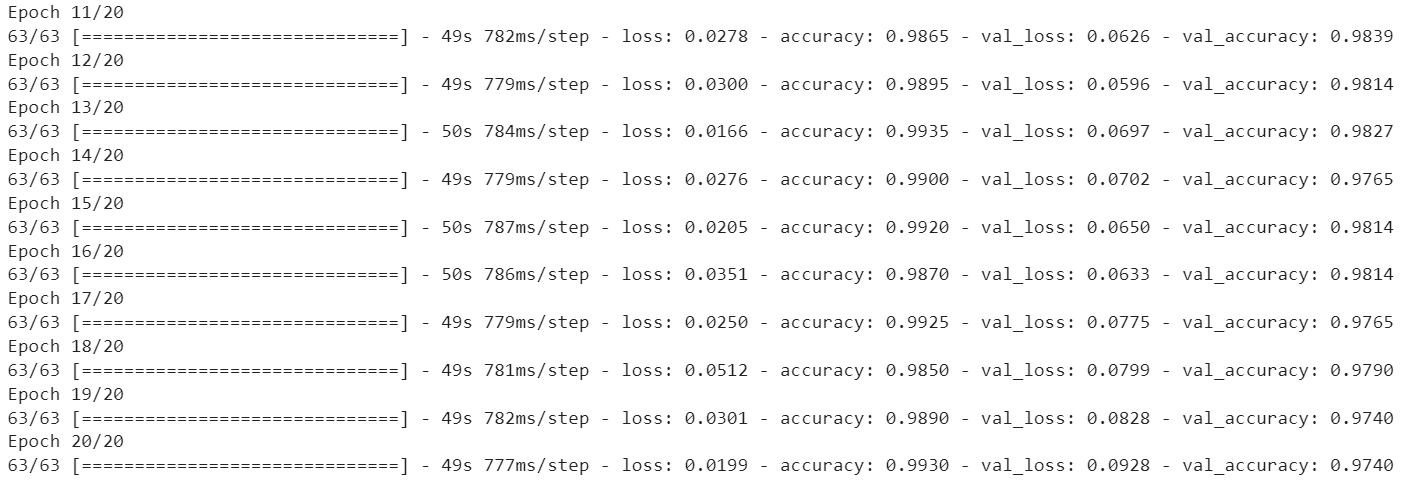 Epoch 11/20
63/63 [==============================] - 49s 782ms/step - loss: 0.0278 - accuracy: 0.9865 - val_loss: 0.0626 - val_accuracy: 0.9839
Epoch 12/20
63/63 [==============================] - 49s 779ms/step - loss: 0.0300 - accuracy: 0.9895 - val_loss: 0.0596 - val_accuracy: 0.9814
Epoch 13/20
63/63 [==============================] - 50s 784ms/step - loss: 0.0166 - accuracy: 0.9935 - val_loss: 0.0697 - val_accuracy: 0.9827
Epoch 14/20
63/63 [==============================] - 49s 779ms/step - loss: 0.0276 - accuracy: 0.9900 - val_loss: 0.0702 - val_accuracy: 0.9765
Epoch 15/20
63/63 [==============================] - 50s 787ms/step - loss: 0.0205 - accuracy: 0.9920 - val_loss: 0.0650 - val_accuracy: 0.9814
Epoch 16/20
63/63 [==============================] - 50s 786ms/step - loss: 0.0351 - accuracy: 0.9870 - val_loss: 0.0633 - val_accuracy: 0.9814
Epoch 17/20
63/63 [==============================] - 49s 779ms/step - loss: 0.0250 - accuracy: 0.9925 - val_loss: 0.0775 - val_accuracy: 0.9765
Epoch 18/20
63/63 [==============================] - 49s 781ms/step - loss: 0.0512 - accuracy: 0.9850 - val_loss: 0.0799 - val_accuracy: 0.9790
Epoch 19/20
63/63 [==============================] - 49s 782ms/step - loss: 0.0301 - accuracy: 0.9890 - val_loss: 0.0828 - val_accuracy: 0.9740
Epoch 20/20
63/63 [==============================] - 49s 777ms/step - loss: 0.0199 - accuracy: 0.9930 - val_loss: 0.0928 - val_accuracy: 0.9740